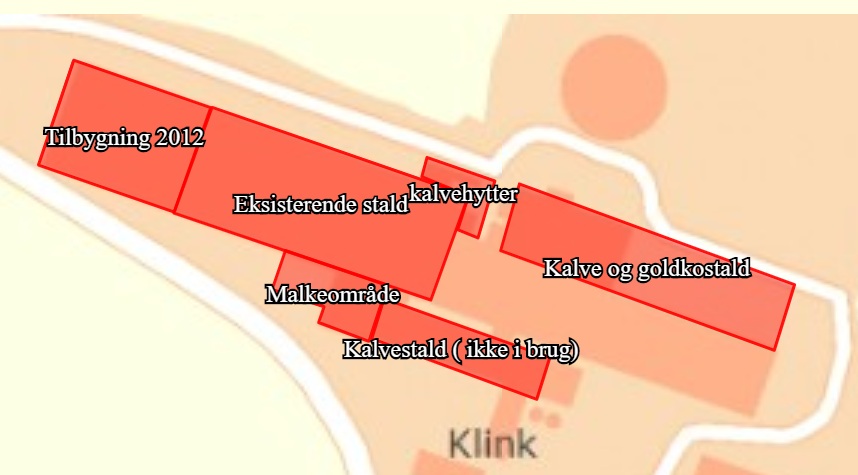 Tilbygning 2012
Eksisterende stald
kalvehytter
Kalve og goldkostald
Malkeområde
Kalvestald ( ikke i brug)
Klink